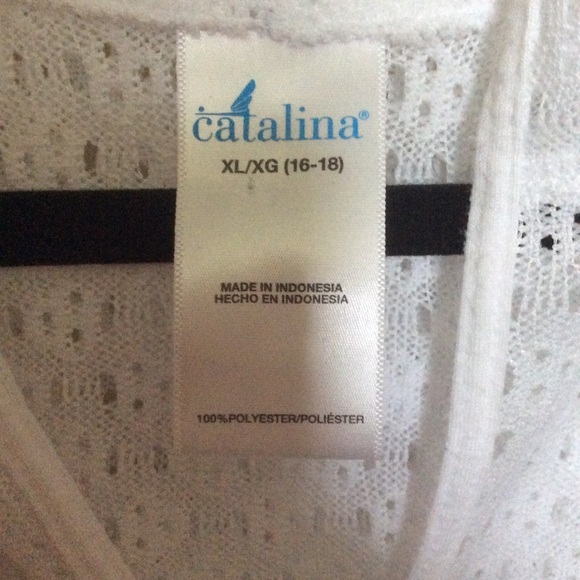 catalina®
XL/XG (16-18)
MADE IN INDONESIA
HECHO EN INDONESIA
100%POLYESTER/POLIÉSTER